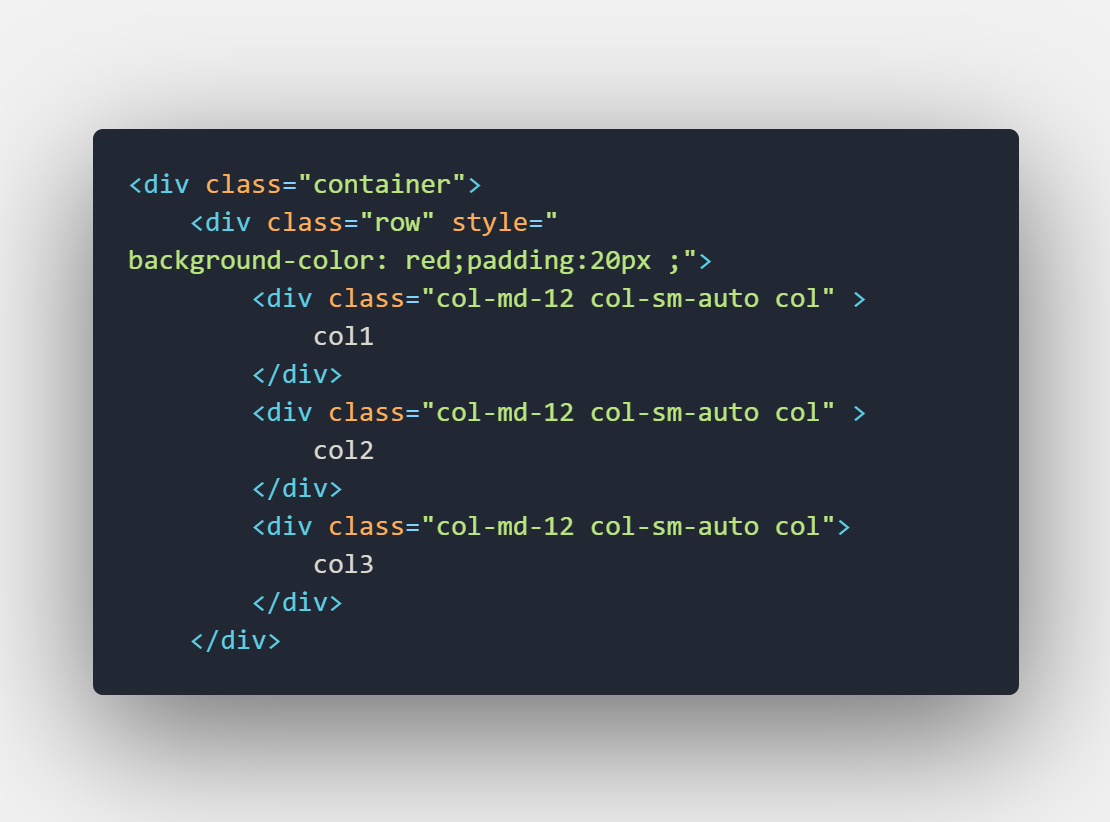 <div class="container">
    <div class="row" style="
background-color: red;padding:20px ;">
        <div class="col-md-12 col-sm-auto col" >
            col1
        </div>
        <div class="col-md-12 col-sm-auto col" >
            col2
        </div>
        <div class="col-md-12 col-sm-auto col">
            col3
        </div>
    </div>